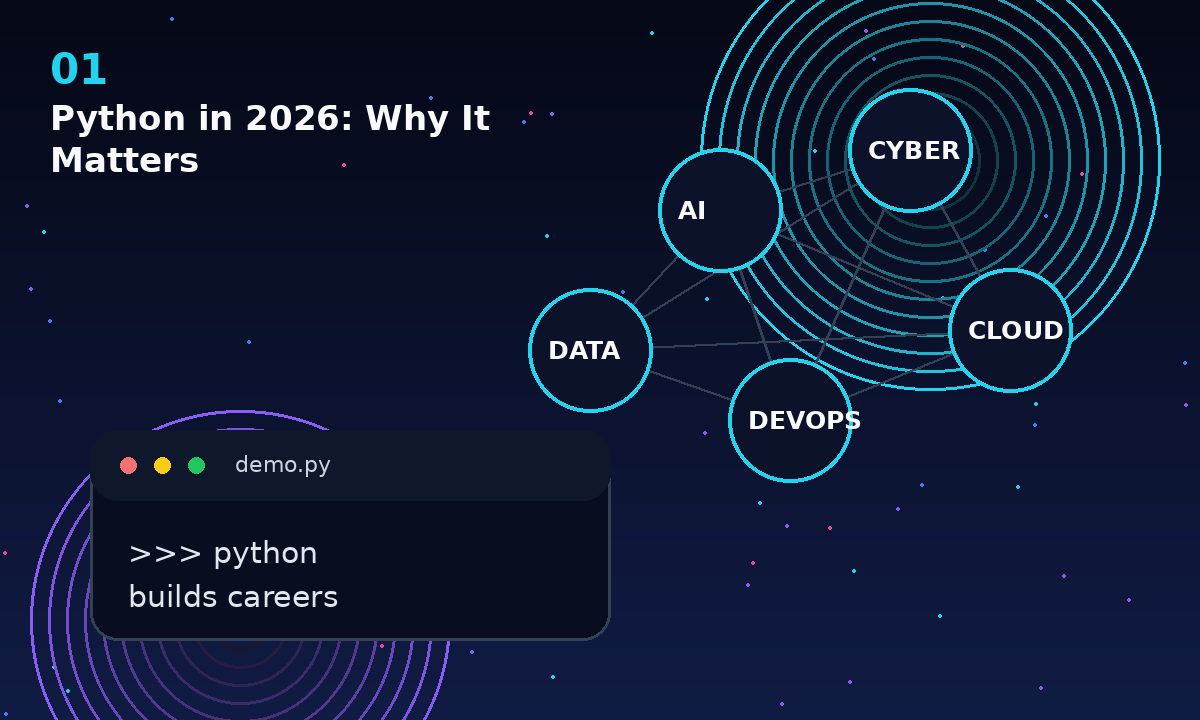 01
Python in 2026: Why It
Matters
CYBER
AI
CLOUD
DATA
DEVOPS
demo.py
>>> python
builds careers